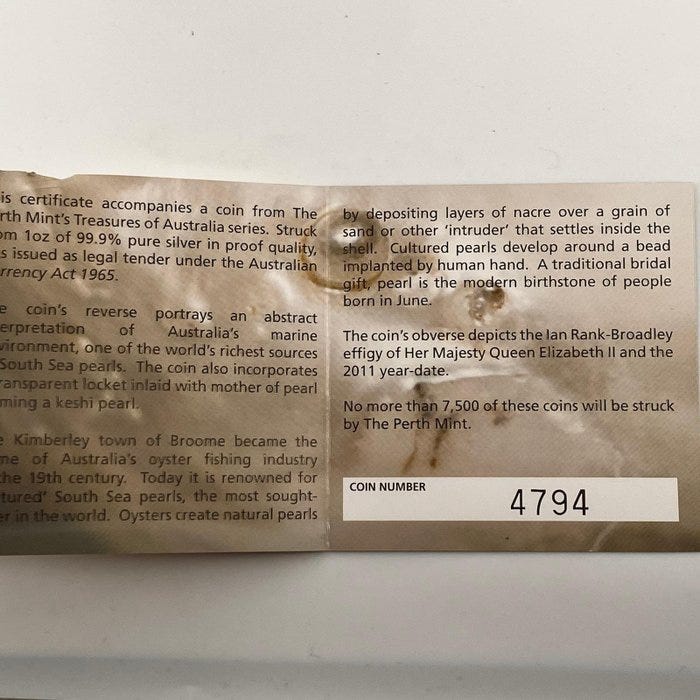 is certificate accompanies a coin from The
rth Mint's Treasures of Australia series. Struck
om 1oz of 99.9% pure silver in proof quality,
s issued as legal tender under the Australian
rrency Act 1965.
e coin's reverse portrays an abstract
erpretation of Australia's marine
vironment, one of the world's richest sources
South Sea pearls. The coin also incorporates
ransparent locket inlaid with mother of pearl
ming a keshi pearl.
e Kimberley town of Broome became the
me of Australia's oyster fishing industry
the 19th century. Today it is renowned for
tured' South Sea pearls, the most sought-
er in the world. Oysters create natural pearls
by depositing layers of nacre over a grain of
sand or other 'intruder' that settles inside the
shell. Cultured pearls develop around a bead
implanted by human hand. A traditional bridal
gift, pearl is the modern birthstone of people
born in June.
The coin's obverse depicts the Ian Rank-Broadley
effigy of Her Majesty Queen Elizabeth II and the
2011 year-date.
No more than 7,500 of these coins will be struck
by The Perth Mint.
COIN NUMBER
4794